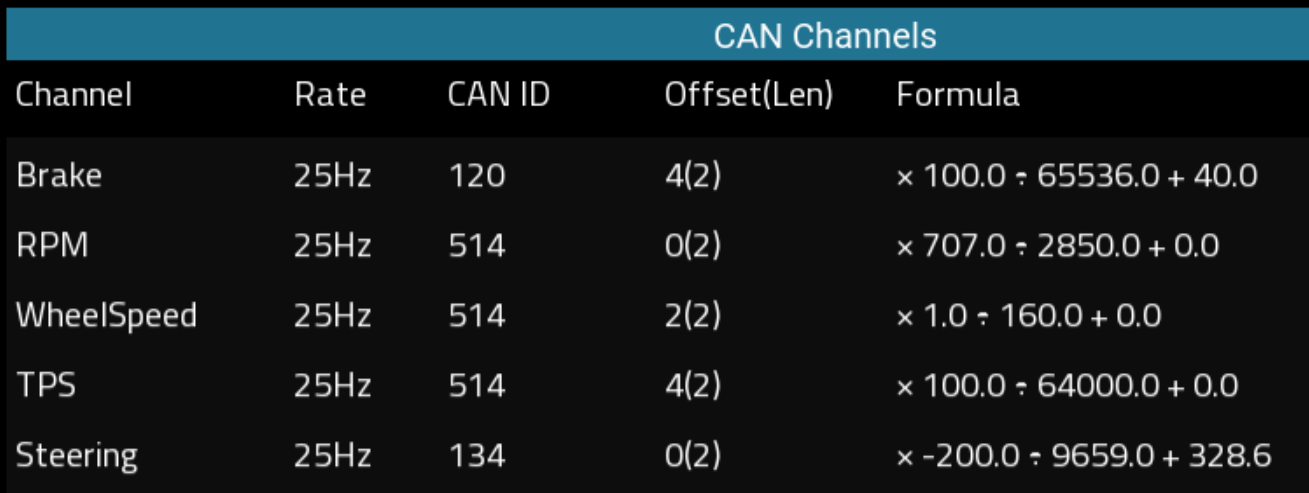 CAN Channels
Channel Rate CAN ID Offset(Len) Formula
Brake 25Hz 120 4(2) × 100.0 ÷ 65536.0 + 40.0
RPM 25Hz 514 0(2) × 707.0 ÷ 2850.0 + 0.0
WheelSpeed 25Hz 514 2(2) × 1.0 ÷ 160.0 + 0.0
TPS 25Hz 514 4(2) × 100.0 ÷ 64000.0 + 0.0
Steering 25Hz 134 0(2) × -200.0 ÷ 9659.0 + 328.6